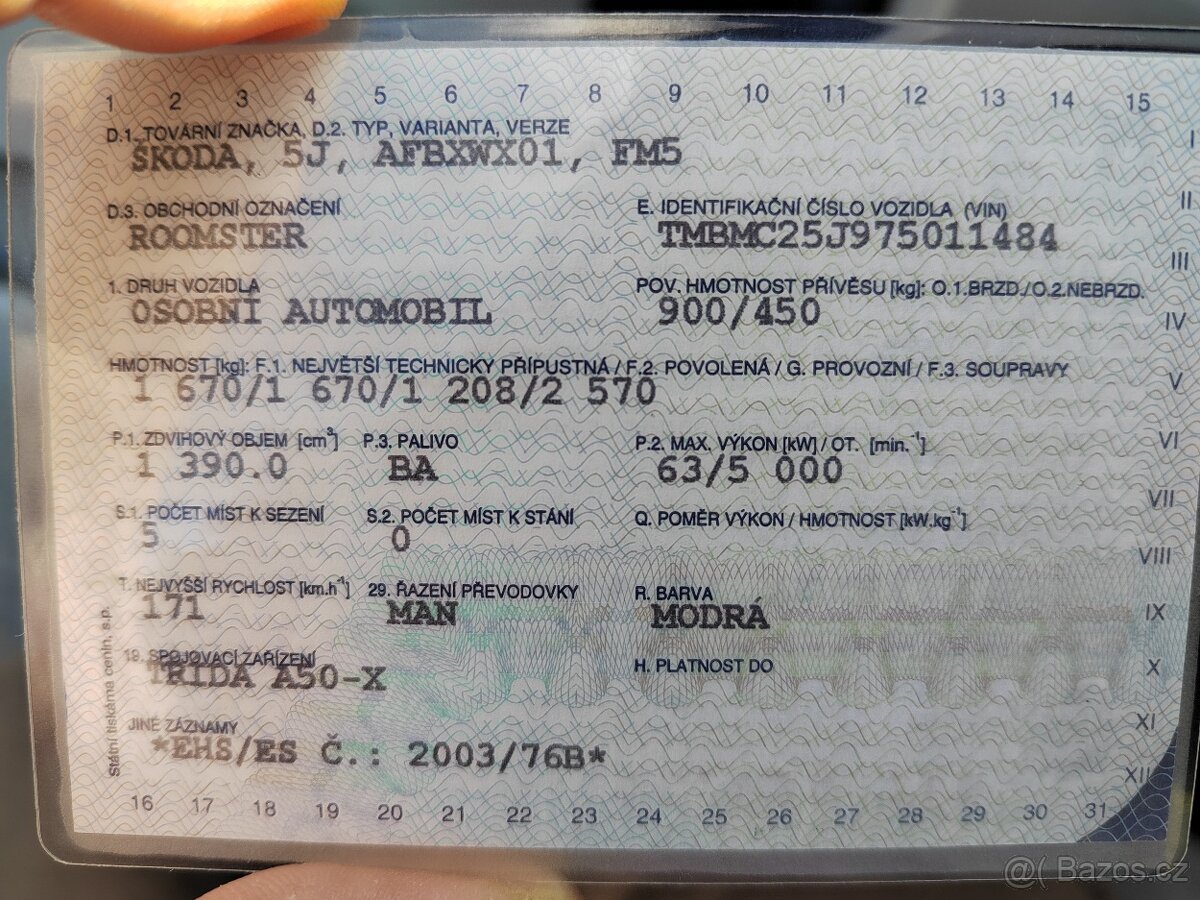 1 2 3 4 5 6 7 8 9 10 11 12 13 14 15
D.1. TOVÁRNÍ ZNAČKA, D.2. TYP, VARIANTA, VERZE
I
ŠKODA, 5J, AFBXWX01, FM5
II
D.3. OBCHODNÍ OZNAČENÍ E. IDENTIFIKAČNÍ ČÍSLO VOZIDLA (VIN)
ROOMSTER TMBMC25J975011484
III
1. DRUH VOZIDLA POV. HMOTNOST PŘÍVĚSU [kg]: O.1.BRZD./O.2.NEBRZD.
OSOBNÍ AUTOMOBIL 900/450
IV
HMOTNOST [kg]: F.1. NEJVĚTŠÍ TECHNICKY PŘÍPUSTNÁ / F.2. POVOLENÁ / G. PROVOZNÍ / F.3. SOUPRAVY
V
1 670/1 670/1 208/2 570
P.1. ZDVIHOVÝ OBJEM [cm³] P.3. PALIVO P.2. MAX. VÝKON [kW] / OT. [min.⁻¹]
VI
1 390.0 BA 63/5 000
VII
S.1. POČET MÍST K SEZENÍ S.2. POČET MÍST K STÁNÍ Q. POMĚR VÝKON / HMOTNOST [kW.kg⁻¹]
5 0
VIII
T. NEJVYŠŠÍ RYCHLOST [km.h⁻¹] 29. ŘAZENÍ PŘEVODOVKY R. BARVA
171 MAN MODRÁ
IX
18. SPOJOVACÍ ZAŘÍZENÍ H. PLATNOST DO
X
TŘÍDA A50-X
XI
JINÉ ZÁZNAMY
*EHS/ES Č.: 2003/76B*
XII
Státní tiskárna cenin, s.p.
16 17 18 19 20 21 22 23 24 25 26 27 28 29 30 31
@( Bazos.cz